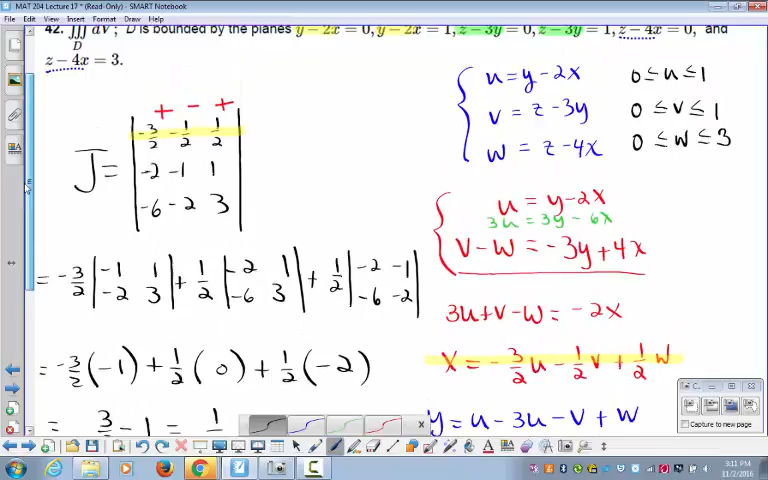 MAT 204 Lecture 17 * (Read-Only) - SMART Notebook
File Edit View Insert Format Tools Add-ons Draw Help
42. ∭ dV; D is bounded by the planes y−2x = 0, y−2x = 1, z−3y = 0, z−3y = 1, z−4x = 0, and
D
z−4x = 3.
u = y-2x 0 ≤ u ≤ 1
v = z-3y 0 ≤ v ≤ 1
w = z-4x 0 ≤ w ≤ 3
+ - +
J = | -3/2 -1/2 1/2 |
| -2 -1 1 |
| -6 -2 3 |
u = y-2x
3u = 3y-6x
v-w = -3y+4x
3u+v-w = -2x
x = -3/2 u - 1/2 v + 1/2 w
y = u - 3u - v + w
= -3/2 | -1 1 | + 1/2 | -2 1 | + 1/2 | -2 -1 |
| -2 3 | | -6 3 | | -6 -2 |
= -3/2 (-1) + 1/2 (0) + 1/2 (-2)
= 3 - 1 = 1
C...
Capture to new page
3:11 PM
11/2/2016